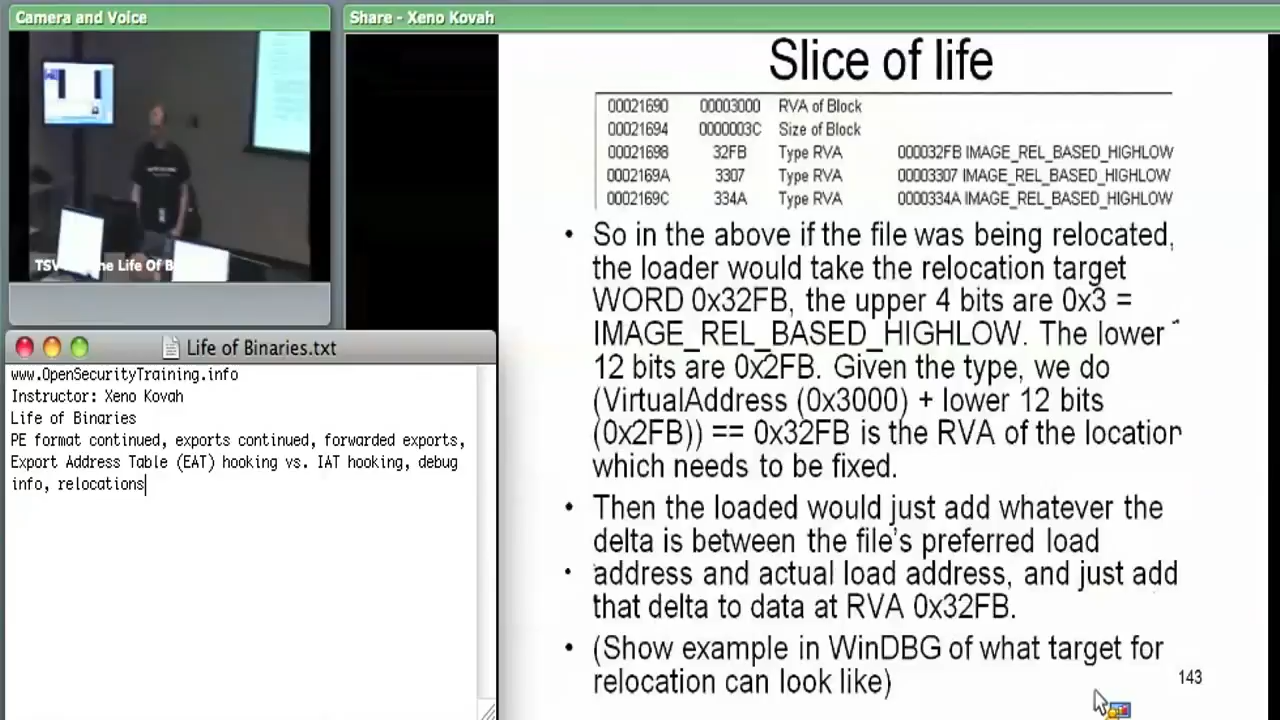 Camera and Voice
Share - Xeno Kovah
TSV
he Life Of B
Life of Binaries.txt
www.OpenSecurityTraining.info
Instructor: Xeno Kovah
Life of Binaries
PE format continued, exports continued, forwarded exports,
Export Address Table (EAT) hooking vs. IAT hooking, debug
info, relocations
Slice of life
00021690 00003000 RVA of Block
00021694 0000003C Size of Block
00021698 32FB Type RVA 000032FB IMAGE_REL_BASED_HIGHLOW
0002169A 3307 Type RVA 00003307 IMAGE_REL_BASED_HIGHLOW
0002169C 334A Type RVA 0000334A IMAGE_REL_BASED_HIGHLOW
• So in the above if the file was being relocated,
the loader would take the relocation target
WORD 0x32FB, the upper 4 bits are 0x3 =
IMAGE_REL_BASED_HIGHLOW. The lower
12 bits are 0x2FB. Given the type, we do
(VirtualAddress (0x3000) + lower 12 bits
(0x2FB)) == 0x32FB is the RVA of the location
which needs to be fixed.
• Then the loaded would just add whatever the
delta is between the file's preferred load
• address and actual load address, and just add
that delta to data at RVA 0x32FB.
• (Show example in WinDBG of what target for
relocation can look like)
143